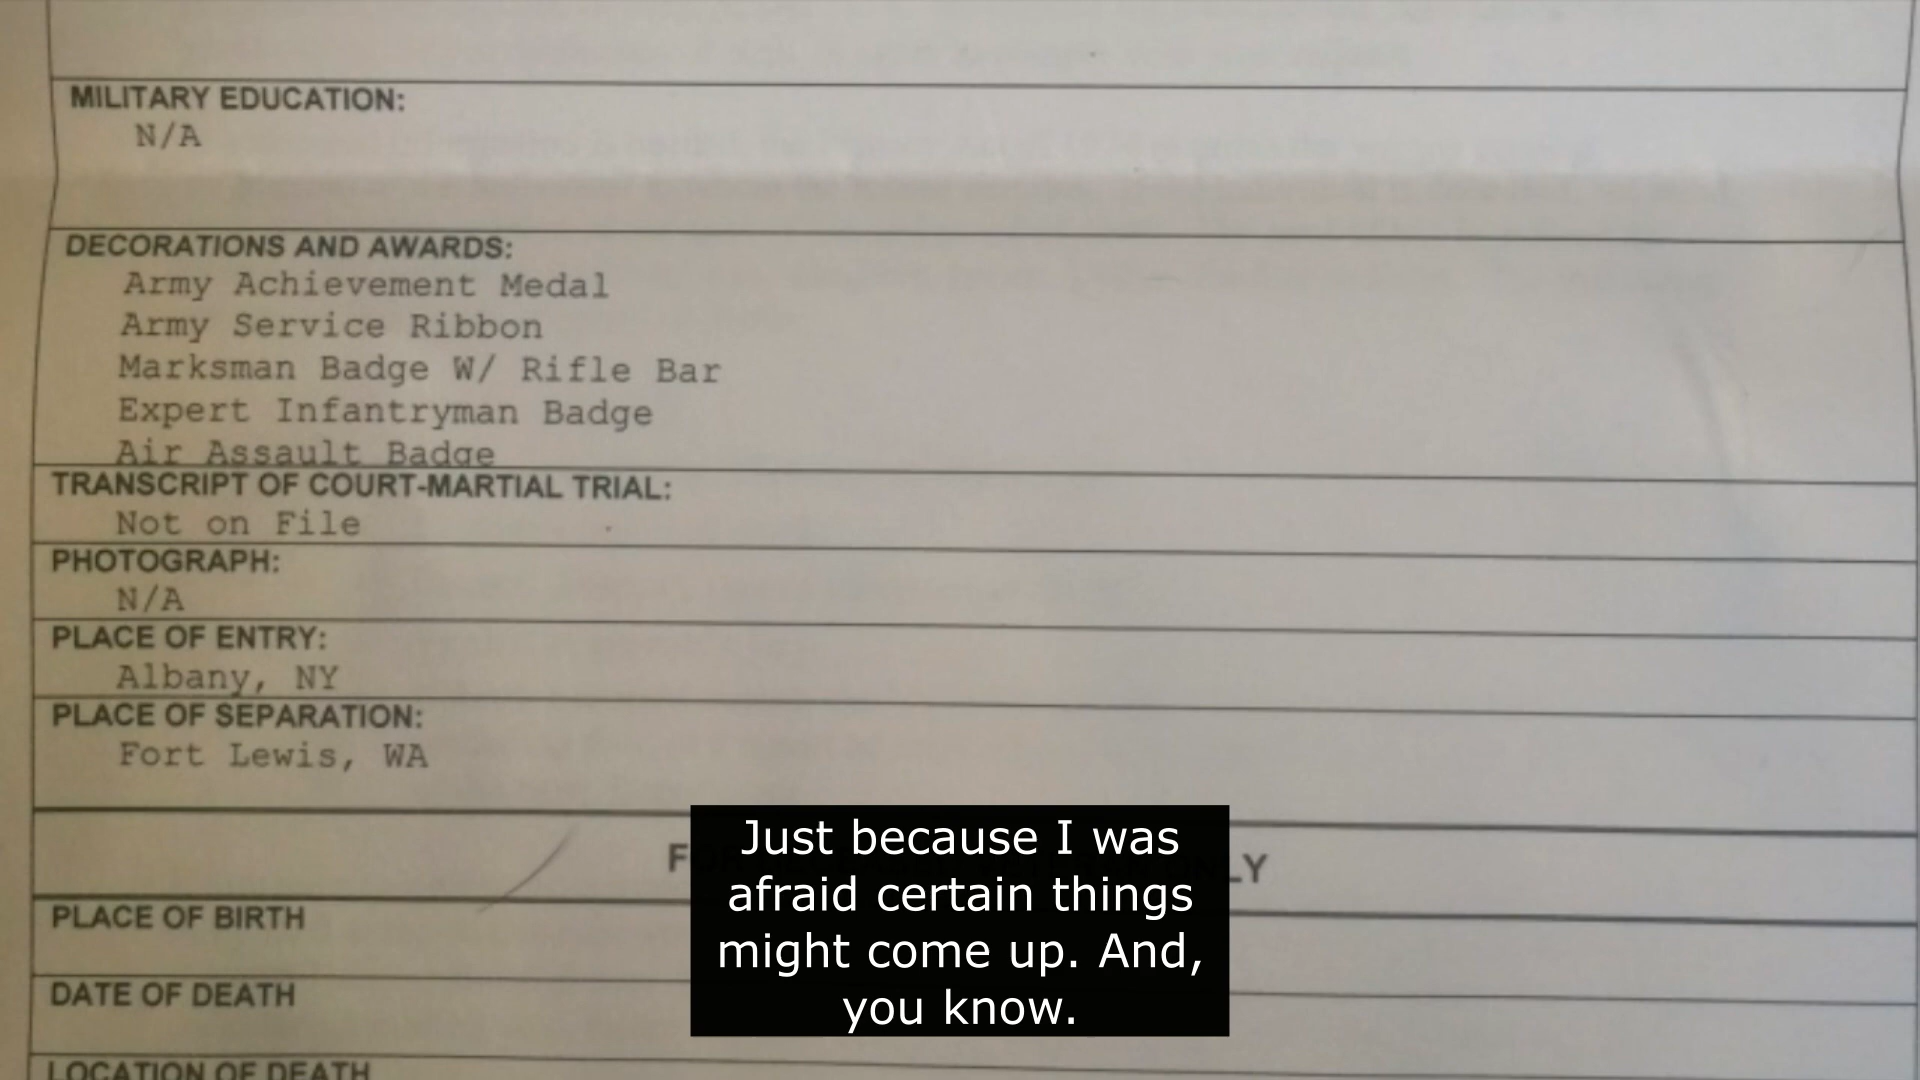 MILITARY EDUCATION:
N/A
DECORATIONS AND AWARDS:
Army Achievement Medal
Army Service Ribbon
Marksman Badge W/ Rifle Bar
Expert Infantryman Badge
Air Assault Badge
TRANSCRIPT OF COURT-MARTIAL TRIAL:
Not on File
PHOTOGRAPH:
N/A
PLACE OF ENTRY:
Albany, NY
PLACE OF SEPARATION:
Fort Lewis, WA
Just because I was
afraid certain things
might come up. And,
you know.
PLACE OF BIRTH
DATE OF DEATH
LOCATION OF DEATH